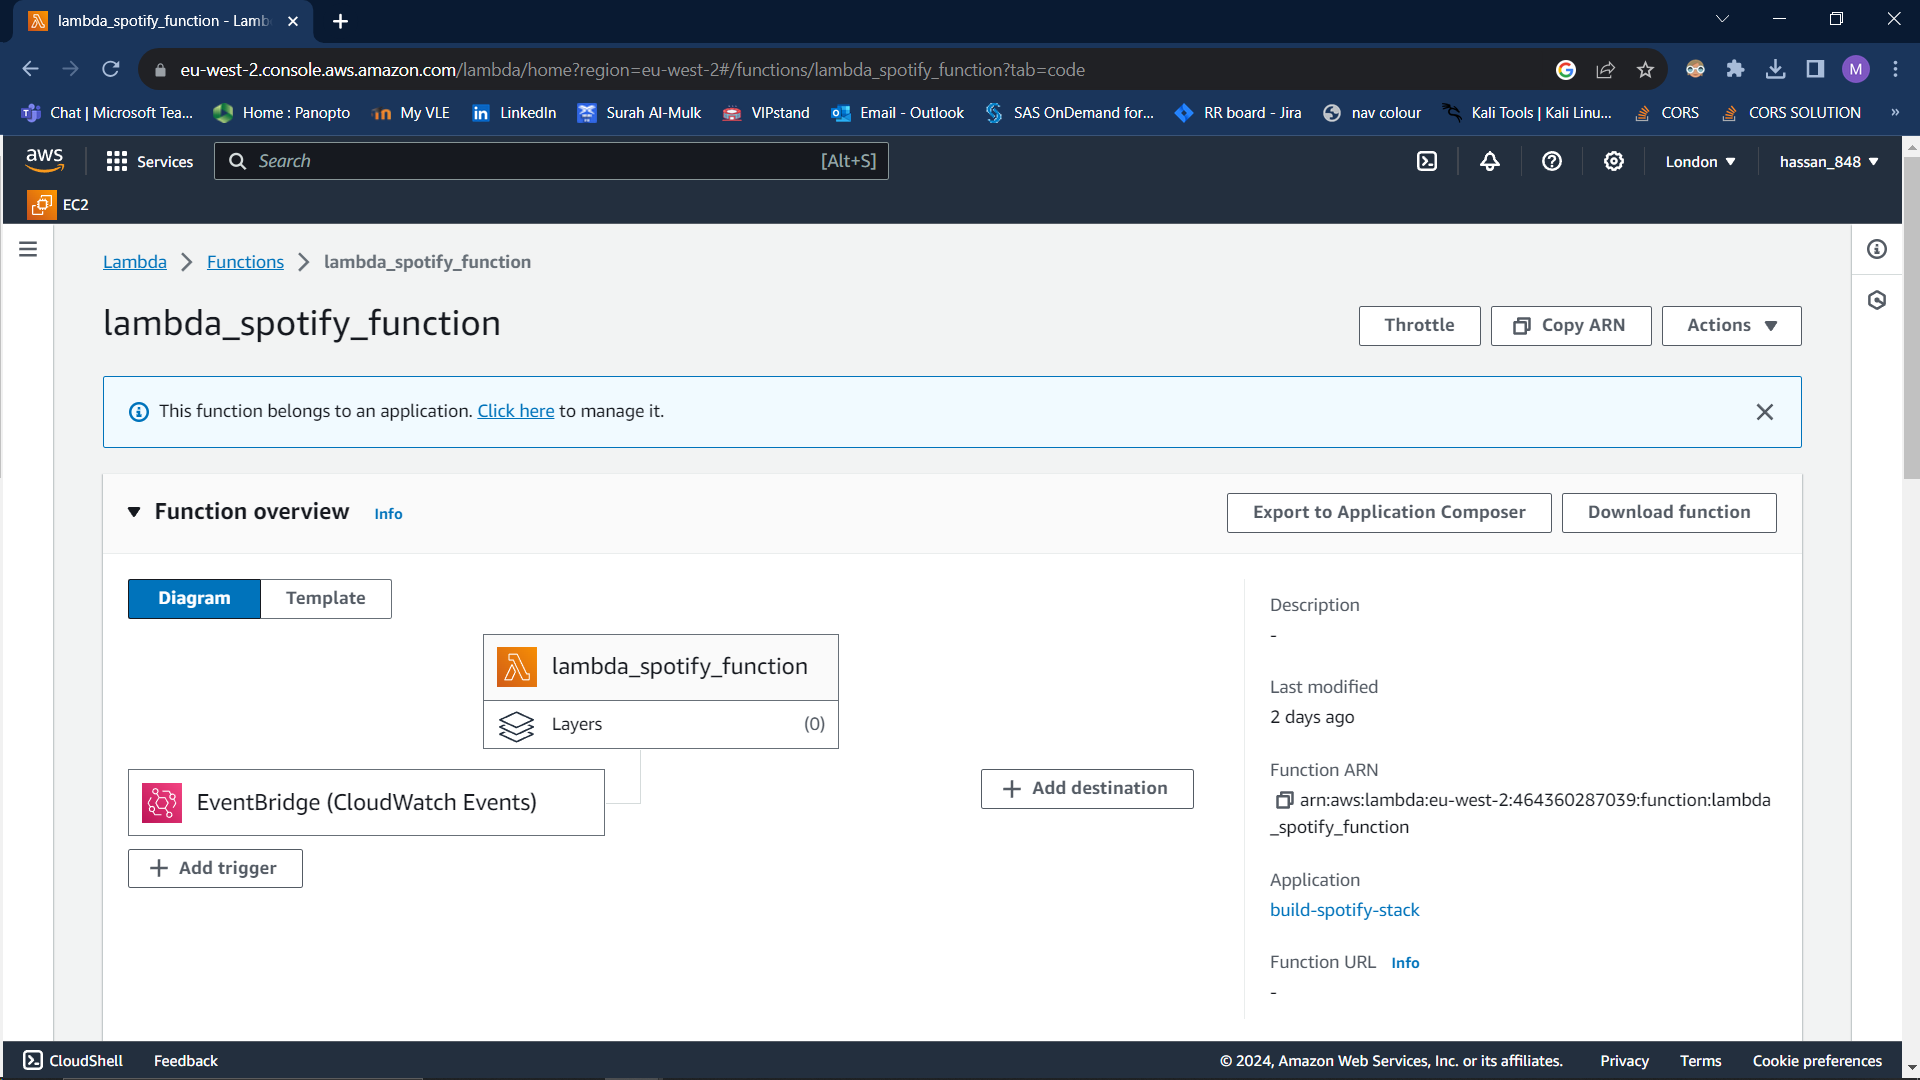 lambda_spotify_function - Lamb
eu-west-2.console.aws.amazon.com/lambda/home?region=eu-west-2#/functions/lambda_spotify_function?tab=code
M
Chat | Microsoft Tea...
Home : Panopto
My VLE
LinkedIn
Surah Al-Mulk
VIPstand
Email - Outlook
SAS OnDemand for...
RR board - Jira
nav colour
Kali Tools | Kali Linu...
CORS
CORS SOLUTION
»
aws
Services
Search
[Alt+S]
London
hassan_848
EC2
Lambda
Functions
lambda_spotify_function
lambda_spotify_function
Throttle
Copy ARN
Actions
This function belongs to an application. Click here to manage it.
Function overview
Info
Export to Application Composer
Download function
Diagram
Template
lambda_spotify_function
Layers
(0)
EventBridge (CloudWatch Events)
Add trigger
Add destination
Description
-
Last modified
2 days ago
Function ARN
arn:aws:lambda:eu-west-2:464360287039:function:lambda
_spotify_function
Application
build-spotify-stack
Function URL
Info
-
CloudShell
Feedback
© 2024, Amazon Web Services, Inc. or its affiliates.
Privacy
Terms
Cookie preferences